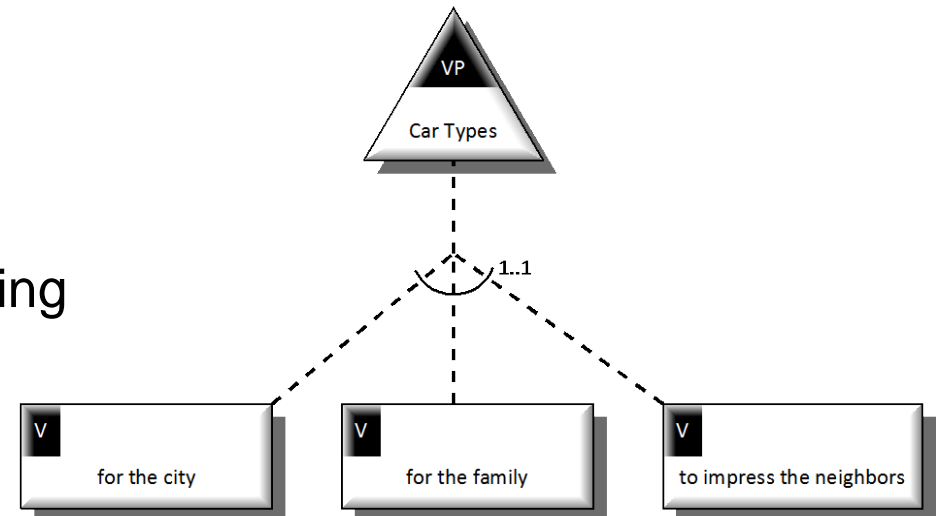 VP
Car Types
1..1
ing
V
for the city
V
for the family
V
to impress the neighbors